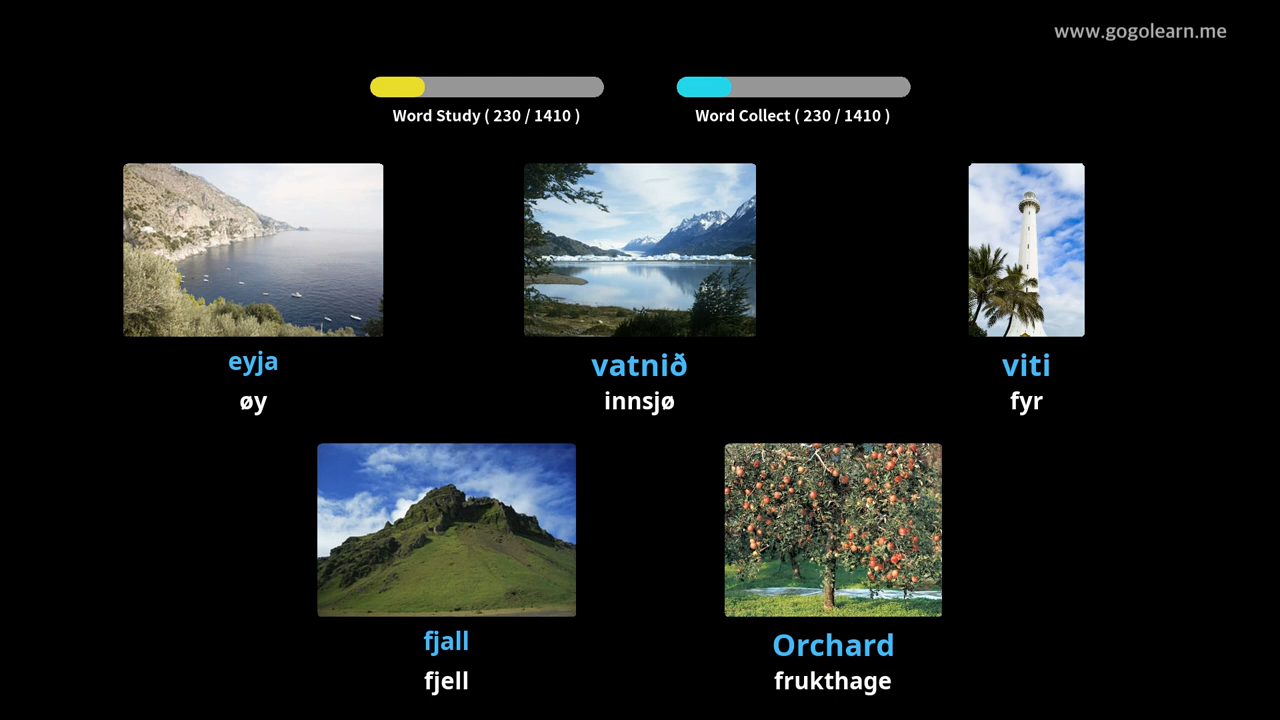 www.gogolearn.me
Word Study ( 230 / 1410 )
Word Collect ( 230 / 1410 )
eyja
øy
vatnið
innsjø
viti
fyr
fjall
fjell
Orchard
frukthage